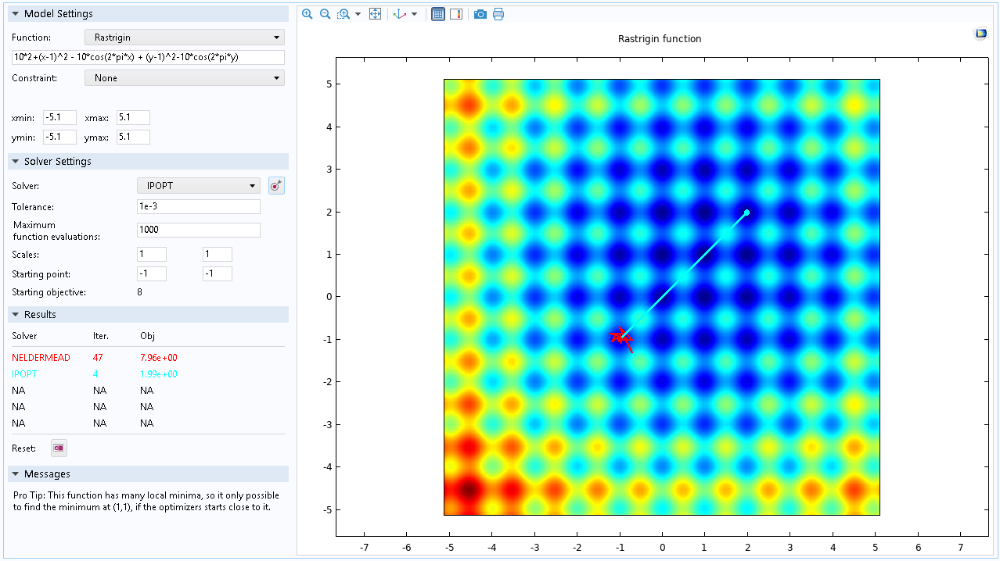 Model Settings
Function: Rastrigin
10*2+(x-1)^2 - 10*cos(2*pi*x) + (y-1)^2-10*cos(2*pi*y)
Constraint: None
xmin: -5.1 xmax: 5.1
ymin: -5.1 ymax: 5.1
Solver Settings
Solver: IPOPT
Tolerance: 1e-3
Maximum
function evaluations: 1000
Scales: 1 1
Starting point: -1 -1
Starting objective: 8
Results
Solver Iter. Obj
NELDERMEAD 47 7.96e+00
IPOPT 4 1.99e+00
NA NA NA
NA NA NA
NA NA NA
Reset:
Messages
Pro Tip: This function has many local minima, so it only possible
to find the minimum at (1,1), if the optimizers starts close to it.
Rastrigin function
5
4
3
2
1
0
-1
-2
-3
-4
-5
-7 -6 -5 -4 -3 -2 -1 0 1 2 3 4 5 6 7